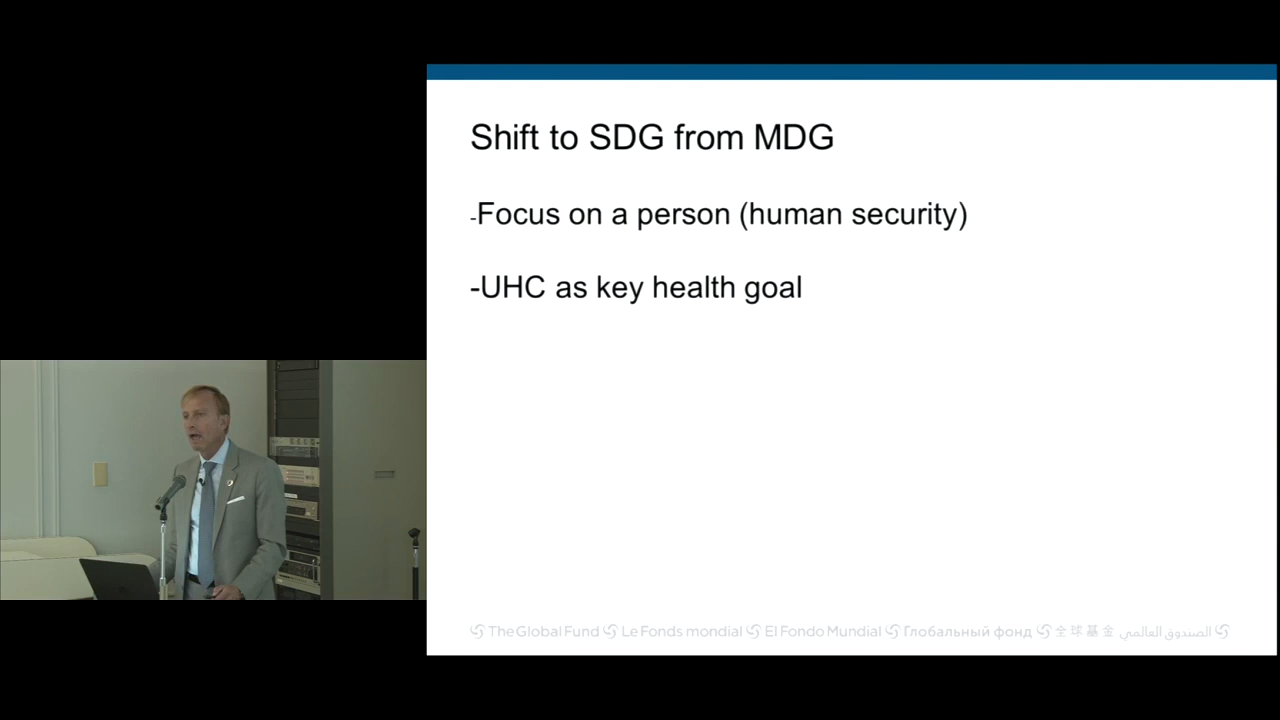 Shift to SDG from MDG
-Focus on a person (human security)
-UHC as key health goal
The Global Fund Le Fonds mondial El Fondo Mundial Глобальный фонд 全球基金 الصندوق العالمي